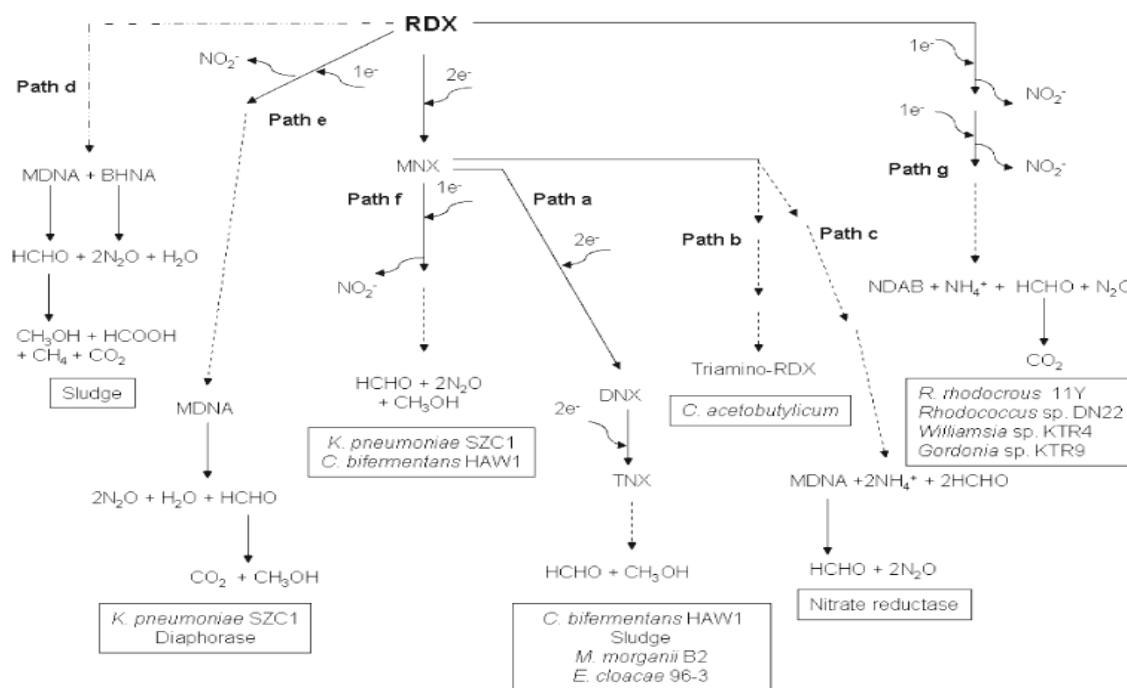 RDX
NO₂⁻
1e⁻
2e⁻
1e⁻
NO₂⁻
1e⁻
NO₂⁻
Path d
Path e
MNX
Path f
1e⁻
NO₂⁻
Path a
2e⁻
Path b
Path c
Path g
MDNA + BHNA
HCHO + 2N₂O + H₂O
CH₃OH + HCOOH
+ CH₄ + CO₂
Sludge
MDNA
2N₂O + H₂O + HCHO
CO₂ + CH₃OH
K. pneumoniae SZC1
Diaphorase
HCHO + 2N₂O
+ CH₃OH
K. pneumoniae SZC1
C. bifermentans HAW1
DNX
2e⁻
TNX
HCHO + CH₃OH
C. bifermentans HAW1
Sludge
M. morganii B2
E. cloacae 96-3
Triamino-RDX
C. acetobutylicum
MDNA +2NH₄⁺ + 2HCHO
HCHO + 2N₂O
Nitrate reductase
NDAB + NH₄⁺ + HCHO + N₂O
CO₂
R. rhodocrous 11Y
Rhodococcus sp. DN22
Williamsia sp. KTR4
Gordonia sp. KTR9